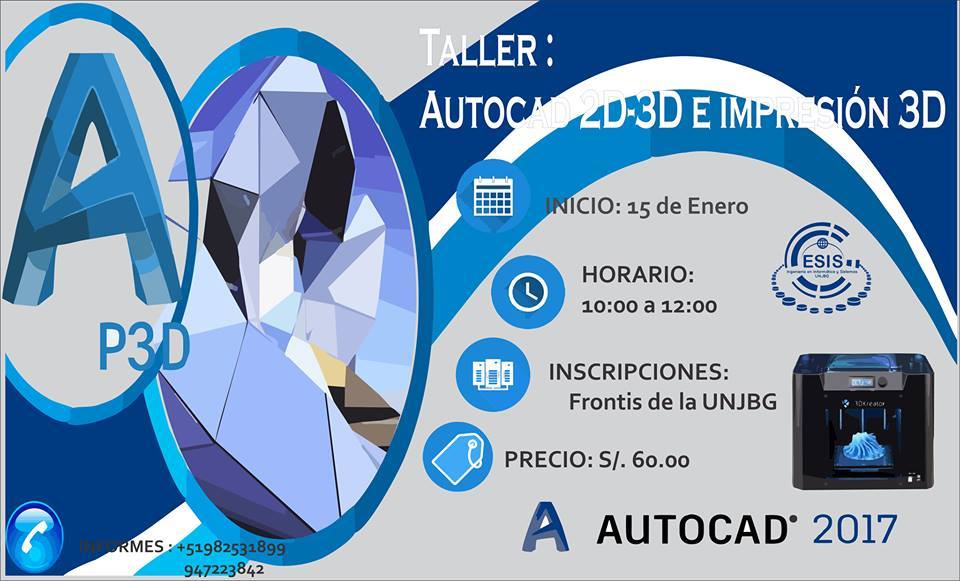 TALLER :
AUTOCAD 2D-3D E IMPRESIÓN 3D
INICIO: 15 de Enero
HORARIO:
10:00 a 12:00
INSCRIPCIONES:
Frontis de la UNJBG
PRECIO: S/. 60.00
ESIS
Ingeniería en Informática y Sistemas
UNJBG
3DKreator
P3D
AUTOCAD® 2017
INFORMES : +51982531899
947223842